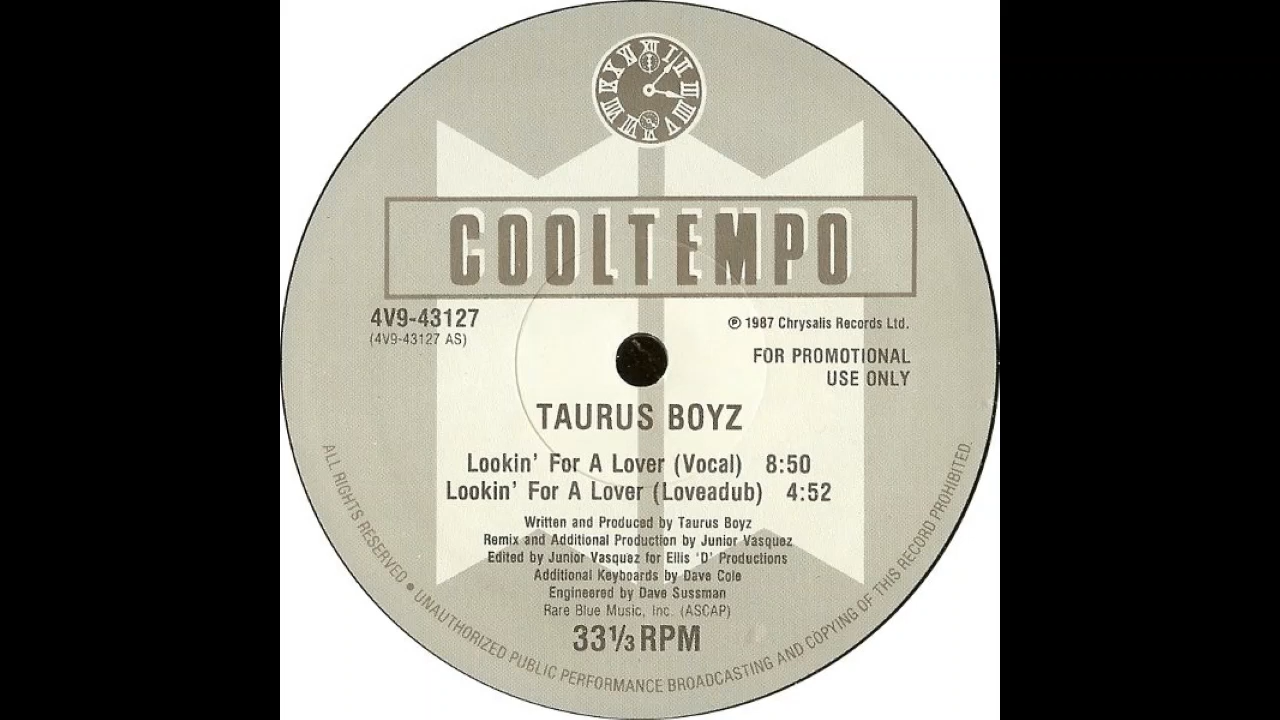 COOLTEMPO
4V9-43127
(4V9-43127 AS)
℗ 1987 Chrysalis Records Ltd.
FOR PROMOTIONAL
USE ONLY
TAURUS BOYZ
Lookin' For A Lover (Vocal) 8:50
Lookin' For A Lover (Loveadub) 4:52
Written and Produced by Taurus Boyz
Remix and Additional Production by Junior Vasquez
Edited by Junior Vasquez for Ellis 'D' Productions
Additional Keyboards by Dave Cole
Engineered by Dave Sussman
Rare Blue Music, Inc. (ASCAP)
33⅓ RPM
ALL RIGHTS RESERVED • UNAUTHORIZED PUBLIC PERFORMANCE BROADCASTING AND COPYING OF THIS RECORD PROHIBITED.